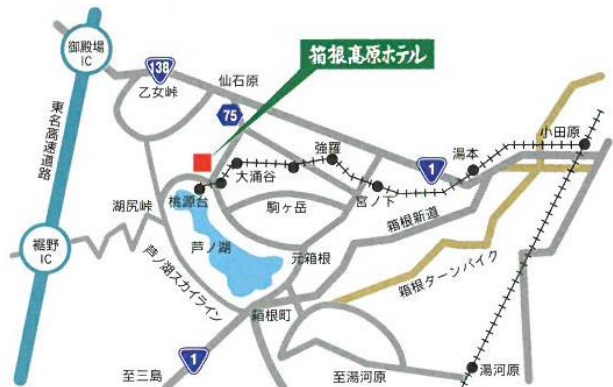 御殿場
IC
138
乙女峠
仙石原
箱根高原ホテル
75
東名高速道路
小田原
強羅
湯本
大涌谷
1
桃源台
宮ノ下
駒ヶ岳
湖尻峠
箱根新道
裾野
IC
芦ノ湖
元箱根
芦ノ湖スカイライン
箱根ターンパイク
箱根町
1
至三島
至湯河原
湯河原